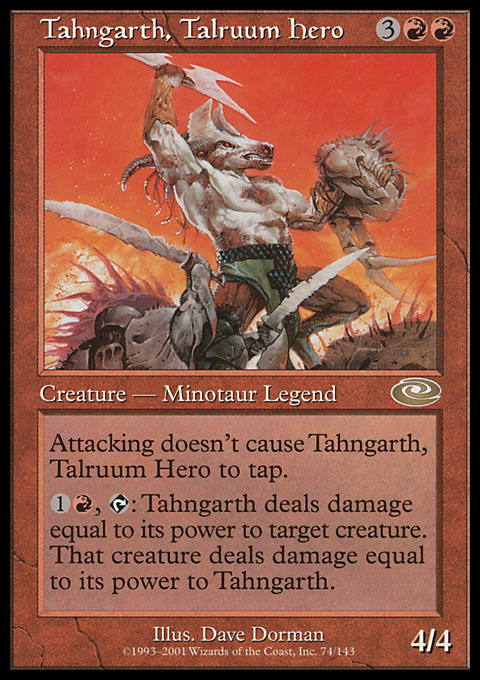 Tahngarth, Talruum Hero 3
Creature — Minotaur Legend
Attacking doesn't cause Tahngarth,
Talruum Hero to tap.
1 , : Tahngarth deals damage
equal to its power to target creature.
That creature deals damage equal
to its power to Tahngarth.
Illus. Dave Dorman
4/4
©1993–2001 Wizards of the Coast, Inc. 74/143